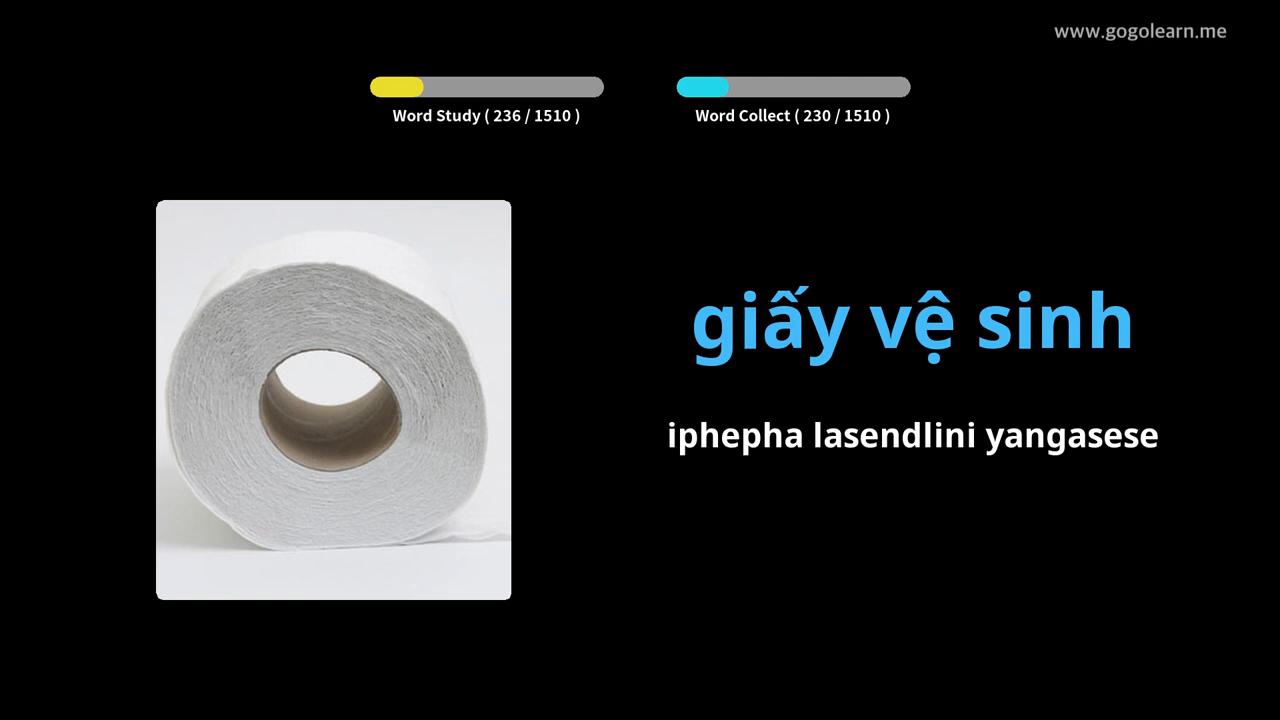 www.gogolearn.me
Word Study ( 236 / 1510 )
Word Collect ( 230 / 1510 )
giấy vệ sinh
iphepha lasendlini yangasese